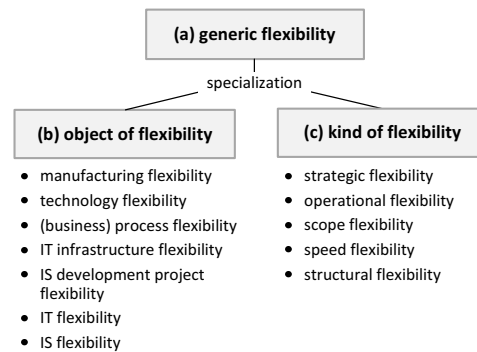 (a) generic flexibility
specialization
(b) object of flexibility
(c) kind of flexibility
• manufacturing flexibility
• technology flexibility
• (business) process flexibility
• IT infrastructure flexibility
• IS development project
flexibility
• IT flexibility
• IS flexibility
• strategic flexibility
• operational flexibility
• scope flexibility
• speed flexibility
• structural flexibility